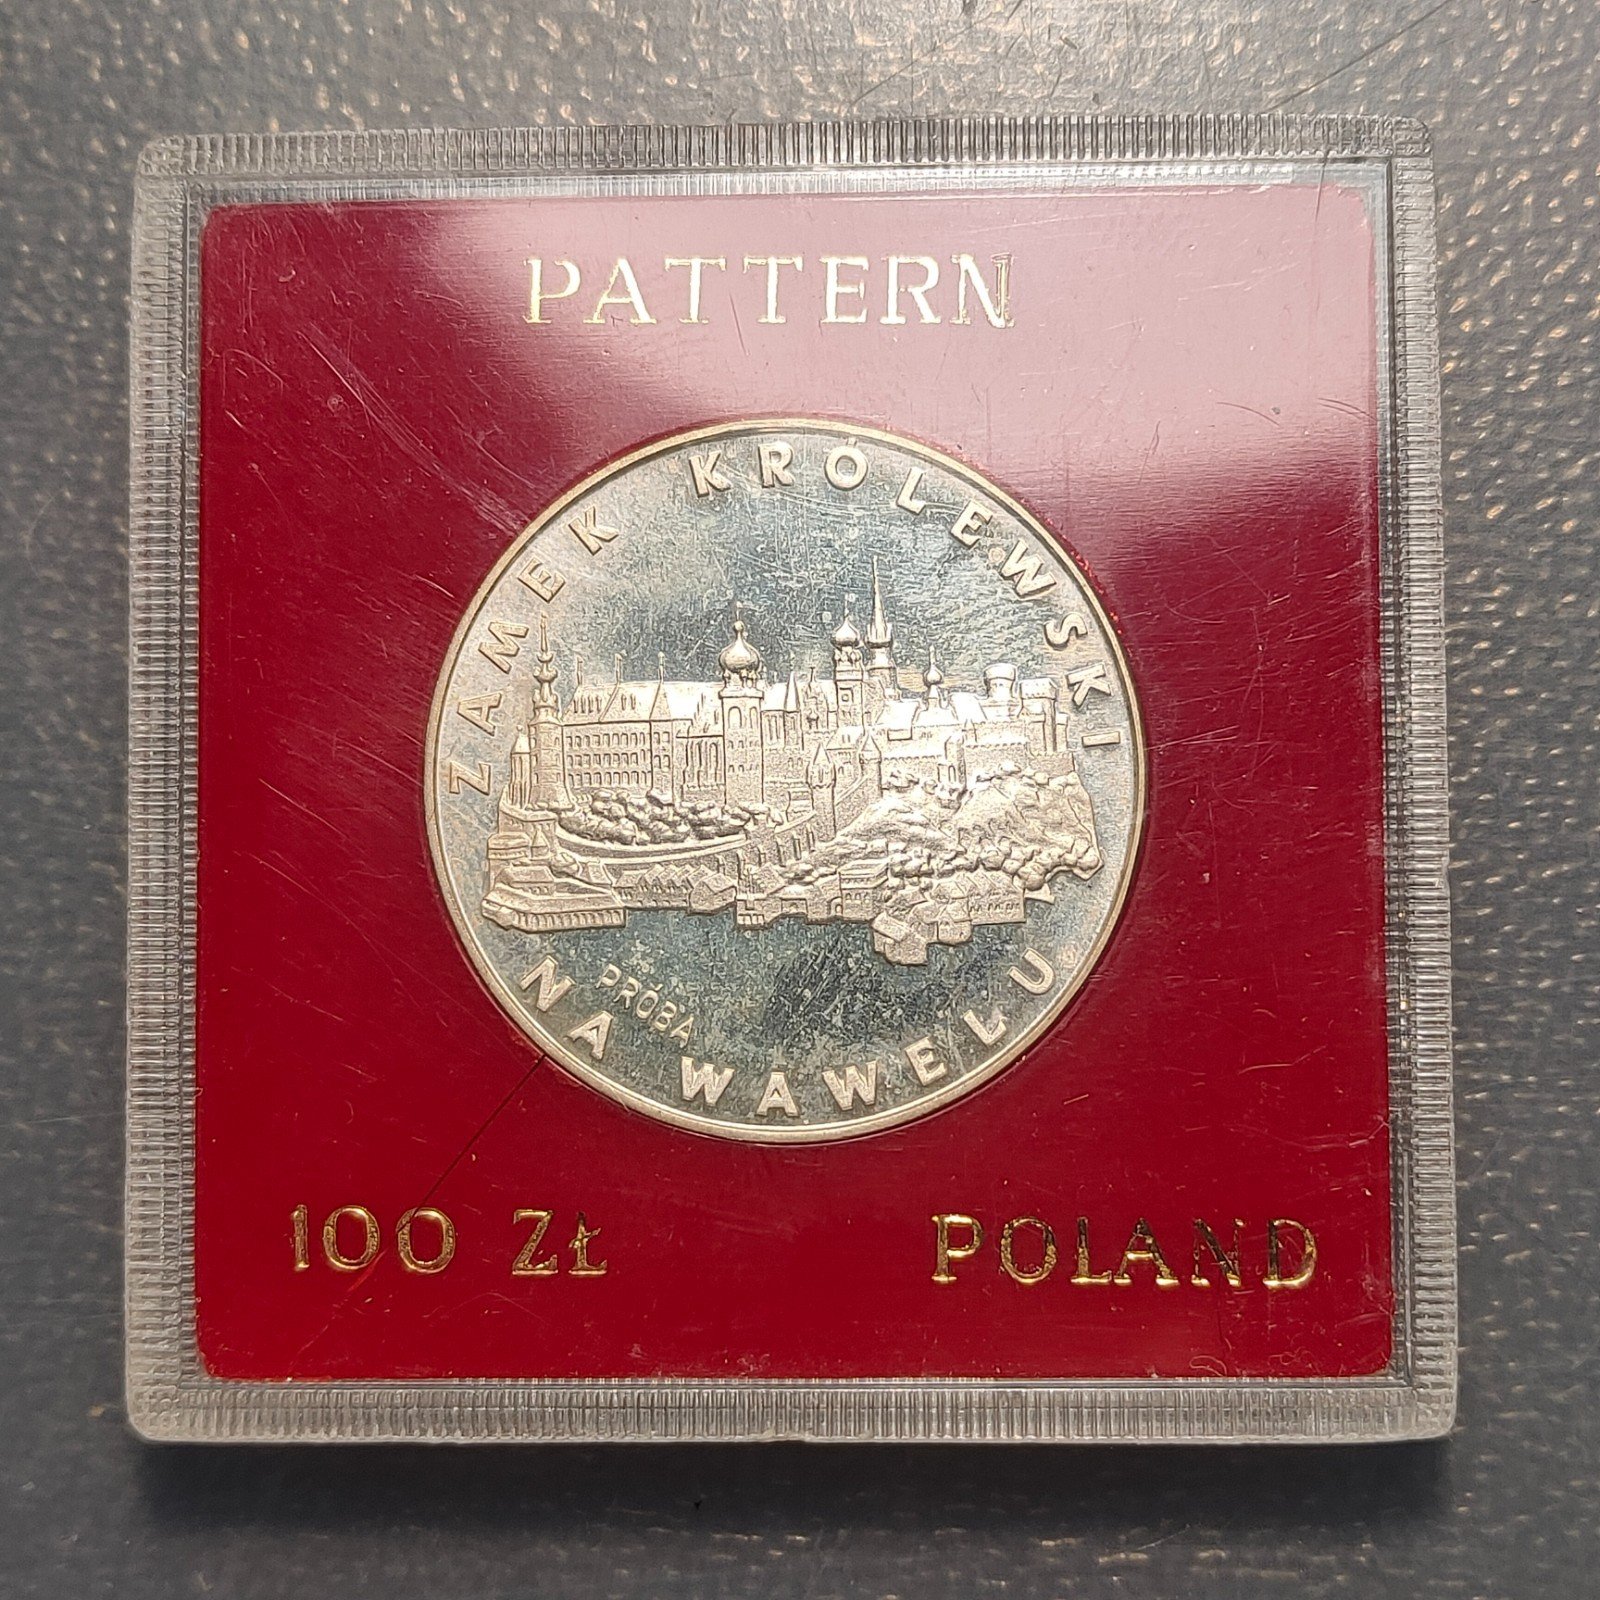 PATTERN
ZAMEK KRÓLEWSKI
NA WAWELU
PRÓBA
100 ZŁ
POLAND